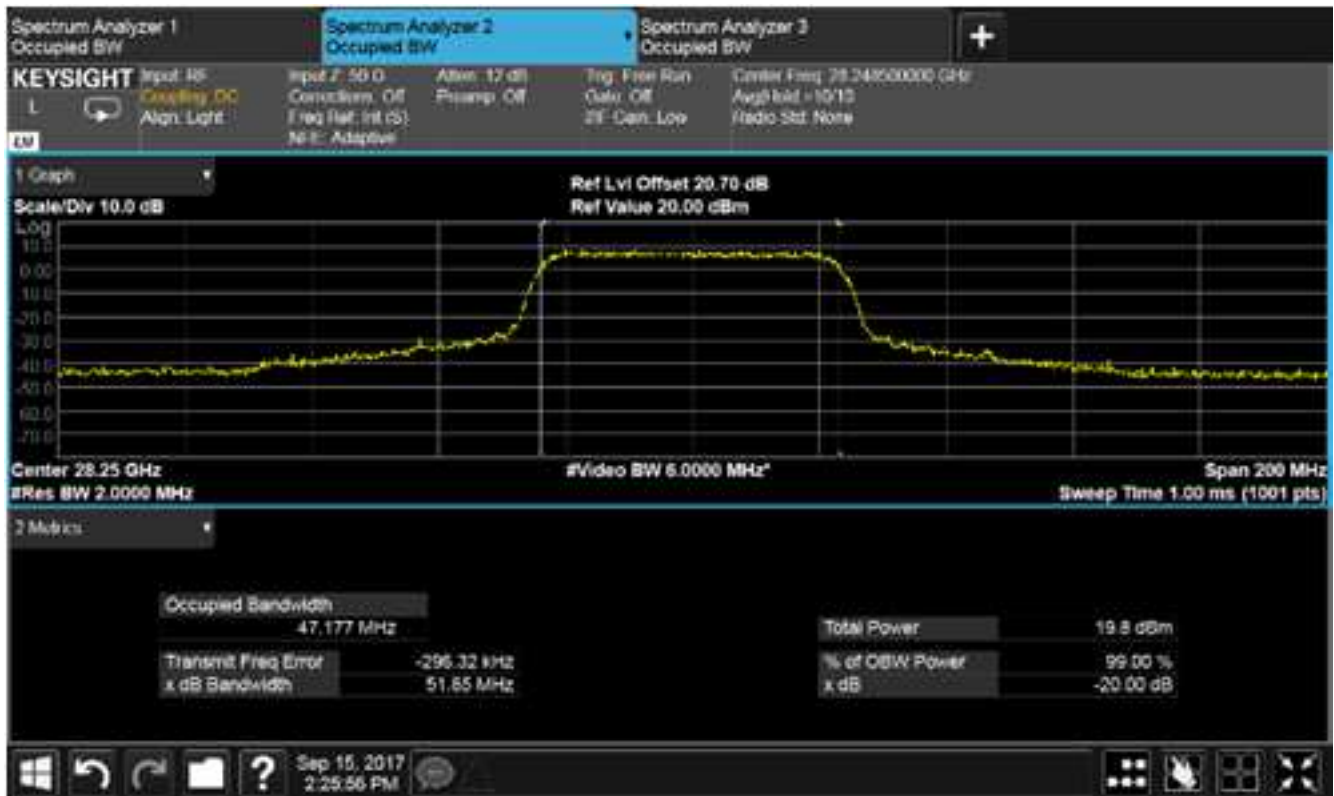 Spectrum Analyzer 1
Occupied BW
Spectrum Analyzer 2
Occupied BW
Spectrum Analyzer 3
Occupied BW
KEYSIGHT
L
Input: RF
Coupling: DC
Align: Light
Input Z: 50 Ω
Corrections: Off
Freq Ref: Int (S)
NFE: Adaptive
Atten: 12 dB
Preamp: Off
Trig: Free Run
Gate: Off
#IF Gain: Low
Center Freq: 28.248500000 GHz
Avg|Hold: >10/10
Radio Std: None
1 Graph
Scale/Div 10.0 dB
Ref Lvl Offset 20.70 dB
Ref Value 20.00 dBm
Log
10.0
0.00
-10.0
-20.0
-30.0
-40.0
-50.0
-60.0
-70.0
Center 28.25 GHz
#Res BW 2.0000 MHz
#Video BW 6.0000 MHz*
Span 200 MHz
Sweep Time 1.00 ms (1001 pts)
2 Metrics
Occupied Bandwidth
47.177 MHz
Transmit Freq Error -296.32 kHz
x dB Bandwidth 51.65 MHz
Total Power 19.8 dBm
% of OBW Power 99.00 %
x dB -20.00 dB
Sep 15, 2017
2:25:56 PM